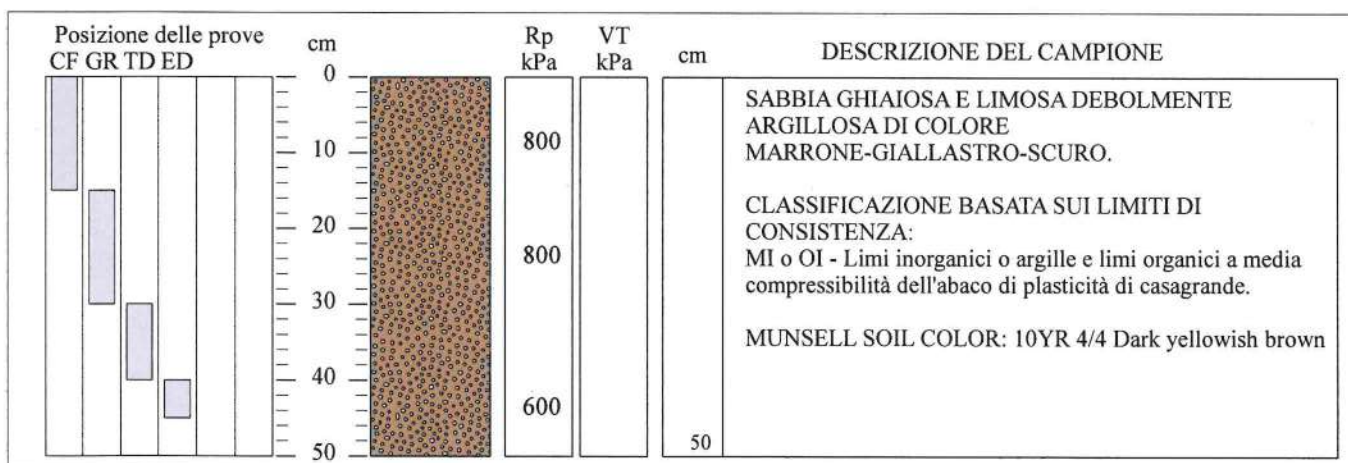 Posizione delle prove
CF GR TD ED
cm
0
10
20
30
40
50
Rp
kPa
800
800
600
VT
kPa
cm
50
DESCRIZIONE DEL CAMPIONE
SABBIA GHIAIOSA E LIMOSA DEBOLMENTE
ARGILLOSA DI COLORE
MARRONE-GIALLASTRO-SCURO.
CLASSIFICAZIONE BASATA SUI LIMITI DI
CONSISTENZA:
MI o OI - Limi inorganici o argille e limi organici a media
compressibilità dell'abaco di plasticità di casagrande.
MUNSELL SOIL COLOR: 10YR 4/4 Dark yellowish brown